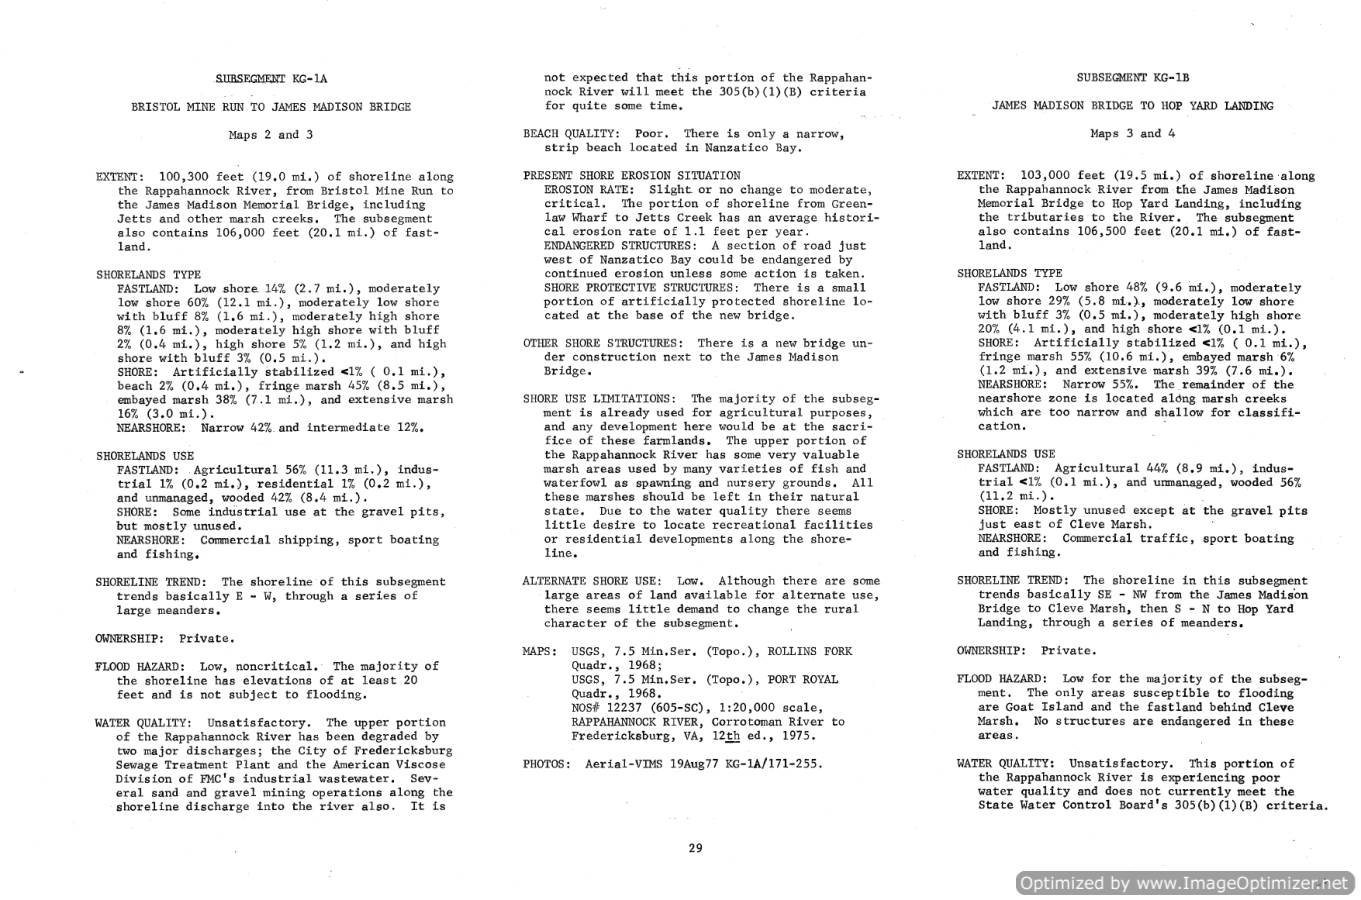 SUBSEGMENT KG-1A
BRISTOL MINE RUN TO JAMES MADISON BRIDGE
Maps 2 and 3
EXTENT: 100,300 feet (19.0 mi.) of shoreline along
the Rappahannock River, from Bristol Mine Run to
the James Madison Memorial Bridge, including
Jetts and other marsh creeks. The subsegment
also contains 106,000 feet (20.1 mi.) of fast-
land.
SHORELANDS TYPE
FASTLAND: Low shore 14% (2.7 mi.), moderately
low shore 60% (12.1 mi.), moderately low shore
with bluff 8% (1.6 mi.), moderately high shore
8% (1.6 mi.), moderately high shore with bluff
2% (0.4 mi.), high shore 5% (1.2 mi.), and high
shore with bluff 3% (0.5 mi.).
SHORE: Artificially stabilized <1% ( 0.1 mi.),
beach 2% (0.4 mi.), fringe marsh 45% (8.5 mi.),
embayed marsh 38% (7.1 mi.), and extensive marsh
16% (3.0 mi.).
NEARSHORE: Narrow 42% and intermediate 12%.
SHORELANDS USE
FASTLAND: Agricultural 56% (11.3 mi.), indus-
trial 1% (0.2 mi.), residential 1% (0.2 mi.),
and unmanaged, wooded 42% (8.4 mi.).
SHORE: Some industrial use at the gravel pits,
but mostly unused.
NEARSHORE: Commercial shipping, sport boating
and fishing.
SHORELINE TREND: The shoreline of this subsegment
trends basically E - W, through a series of
large meanders.
OWNERSHIP: Private.
FLOOD HAZARD: Low, noncritical. The majority of
the shoreline has elevations of at least 20
feet and is not subject to flooding.
WATER QUALITY: Unsatisfactory. The upper portion
of the Rappahannock River has been degraded by
two major discharges; the City of Fredericksburg
Sewage Treatment Plant and the American Viscose
Division of FMC's industrial wastewater. Sev-
eral sand and gravel mining operations along the
shoreline discharge into the river also. It is
not expected that this portion of the Rappahan-
nock River will meet the 305(b)(1)(B) criteria
for quite some time.
BEACH QUALITY: Poor. There is only a narrow,
strip beach located in Nanzatico Bay.
PRESENT SHORE EROSION SITUATION
EROSION RATE: Slight or no change to moderate,
critical. The portion of shoreline from Green-
law Wharf to Jetts Creek has an average histori-
cal erosion rate of 1.1 feet per year.
ENDANGERED STRUCTURES: A section of road just
west of Nanzatico Bay could be endangered by
continued erosion unless some action is taken.
SHORE PROTECTIVE STRUCTURES: There is a small
portion of artificially protected shoreline lo-
cated at the base of the new bridge.
OTHER SHORE STRUCTURES: There is a new bridge un-
der construction next to the James Madison
Bridge.
SHORE USE LIMITATIONS: The majority of the subseg-
ment is already used for agricultural purposes,
and any development here would be at the sacri-
fice of these farmlands. The upper portion of
the Rappahannock River has some very valuable
marsh areas used by many varieties of fish and
waterfowl as spawning and nursery grounds. All
these marshes should be left in their natural
state. Due to the water quality there seems
little desire to locate recreational facilities
or residential developments along the shore-
line.
ALTERNATE SHORE USE: Low. Although there are some
large areas of land available for alternate use,
there seems little demand to change the rural
character of the subsegment.
MAPS: USGS, 7.5 Min.Ser. (Topo.), ROLLINS FORK
Quadr., 1968;
USGS, 7.5 Min.Ser. (Topo.), PORT ROYAL
Quadr., 1968.
NOS# 12237 (605-SC), 1:20,000 scale,
RAPPAHANNOCK RIVER, Corrotoman River to
Fredericksburg, VA, 12th ed., 1975.
PHOTOS: Aerial-VIMS 19Aug77 KG-1A/171-255.
SUBSEGMENT KG-1B
JAMES MADISON BRIDGE TO HOP YARD LANDING
Maps 3 and 4
EXTENT: 103,000 feet (19.5 mi.) of shoreline along
the Rappahannock River from the James Madison
Memorial Bridge to Hop Yard Landing, including
the tributaries to the River. The subsegment
also contains 106,500 feet (20.1 mi.) of fast-
land.
SHORELANDS TYPE
FASTLAND: Low shore 48% (9.6 mi.), moderately
low shore 29% (5.8 mi.), moderately low shore
with bluff 3% (0.5 mi.), moderately high shore
20% (4.1 mi.), and high shore <1% (0.1 mi.).
SHORE: Artificially stabilized <1% ( 0.1 mi.),
fringe marsh 55% (10.6 mi.), embayed marsh 6%
(1.2 mi.), and extensive marsh 39% (7.6 mi.).
NEARSHORE: Narrow 55%. The remainder of the
nearshore zone is located along marsh creeks
which are too narrow and shallow for classifi-
cation.
SHORELANDS USE
FASTLAND: Agricultural 44% (8.9 mi.), indus-
trial <1% (0.1 mi.), and unmanaged, wooded 56%
(11.2 mi.).
SHORE: Mostly unused except at the gravel pits
just east of Cleve Marsh.
NEARSHORE: Commercial traffic, sport boating
and fishing.
SHORELINE TREND: The shoreline in this subsegment
trends basically SE - NW from the James Madison
Bridge to Cleve Marsh, then S - N to Hop Yard
Landing, through a series of meanders.
OWNERSHIP: Private.
FLOOD HAZARD: Low for the majority of the subseg-
ment. The only areas susceptible to flooding
are Goat Island and the fastland behind Cleve
Marsh. No structures are endangered in these
areas.
WATER QUALITY: Unsatisfactory. This portion of
the Rappahannock River is experiencing poor
water quality and does not currently meet the
State Water Control Board's 305(b)(1)(B) criteria.
29
Optimized by www.ImageOptimizer.net